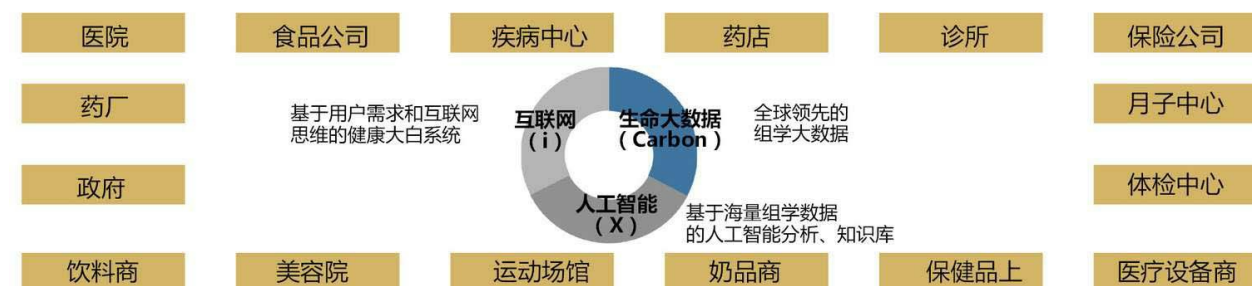 医院
食品公司
疾病中心
药店
诊所
保险公司
药厂
基于用户需求和互联网
思维的健康大白系统
互联网
（i）
生命大数据
（Carbon）
全球领先的
组学大数据
月子中心
政府
人工智能
（X）
基于海量组学数据
的人工智能分析、知识库
体检中心
饮料商
美容院
运动场馆
奶品商
保健品上
医疗设备商